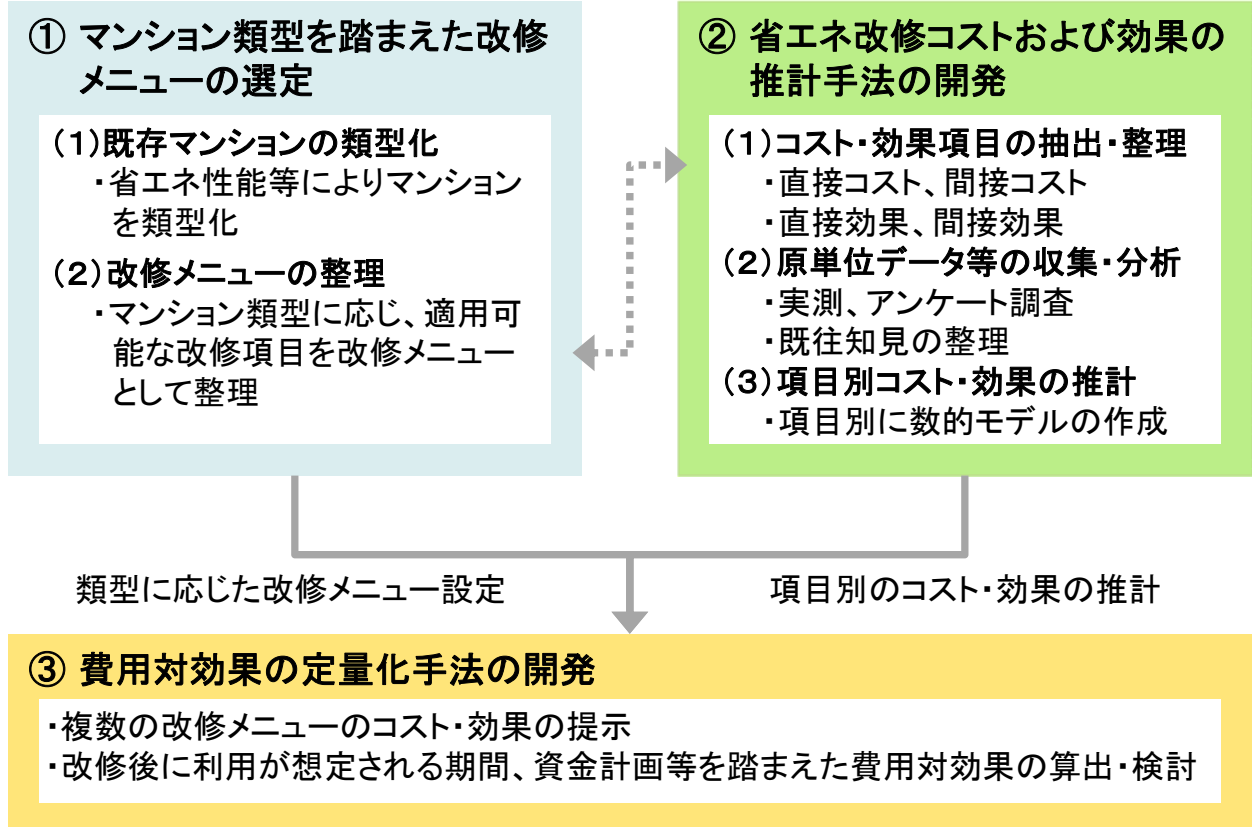 ① マンション類型を踏まえた改修
メニューの選定
(1)既存マンションの類型化
・省エネ性能等によりマンション
を類型化
(2)改修メニューの整理
・マンション類型に応じ、適用可
能な改修項目を改修メニュー
として整理
② 省エネ改修コストおよび効果の
推計手法の開発
(1)コスト・効果項目の抽出・整理
・直接コスト、間接コスト
・直接効果、間接効果
(2)原単位データ等の収集・分析
・実測、アンケート調査
・既往知見の整理
(3)項目別コスト・効果の推計
・項目別に数的モデルの作成
類型に応じた改修メニュー設定
項目別のコスト・効果の推計
③ 費用対効果の定量化手法の開発
・複数の改修メニューのコスト・効果の提示
・改修後に利用が想定される期間、資金計画等を踏まえた費用対効果の算出・検討